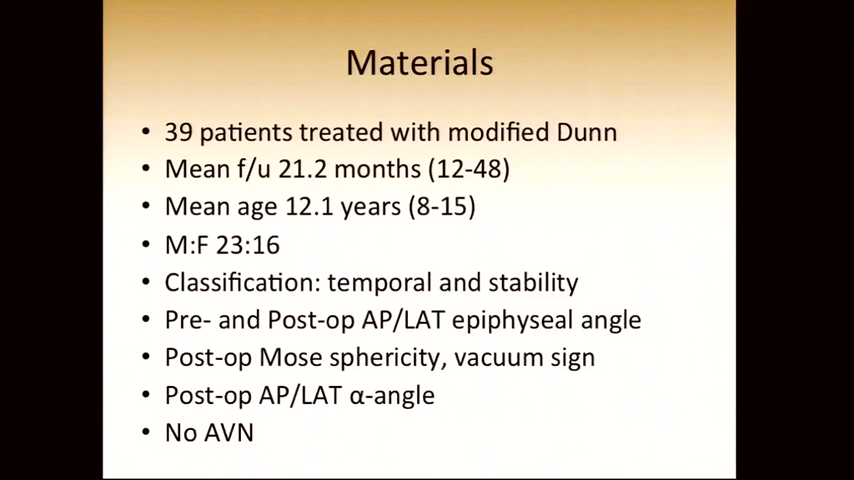 Materials
• 39 patients treated with modified Dunn
• Mean f/u 21.2 months (12-48)
• Mean age 12.1 years (8-15)
• M:F 23:16
• Classification: temporal and stability
• Pre- and Post-op AP/LAT epiphyseal angle
• Post-op Mose sphericity, vacuum sign
• Post-op AP/LAT α-angle
• No AVN